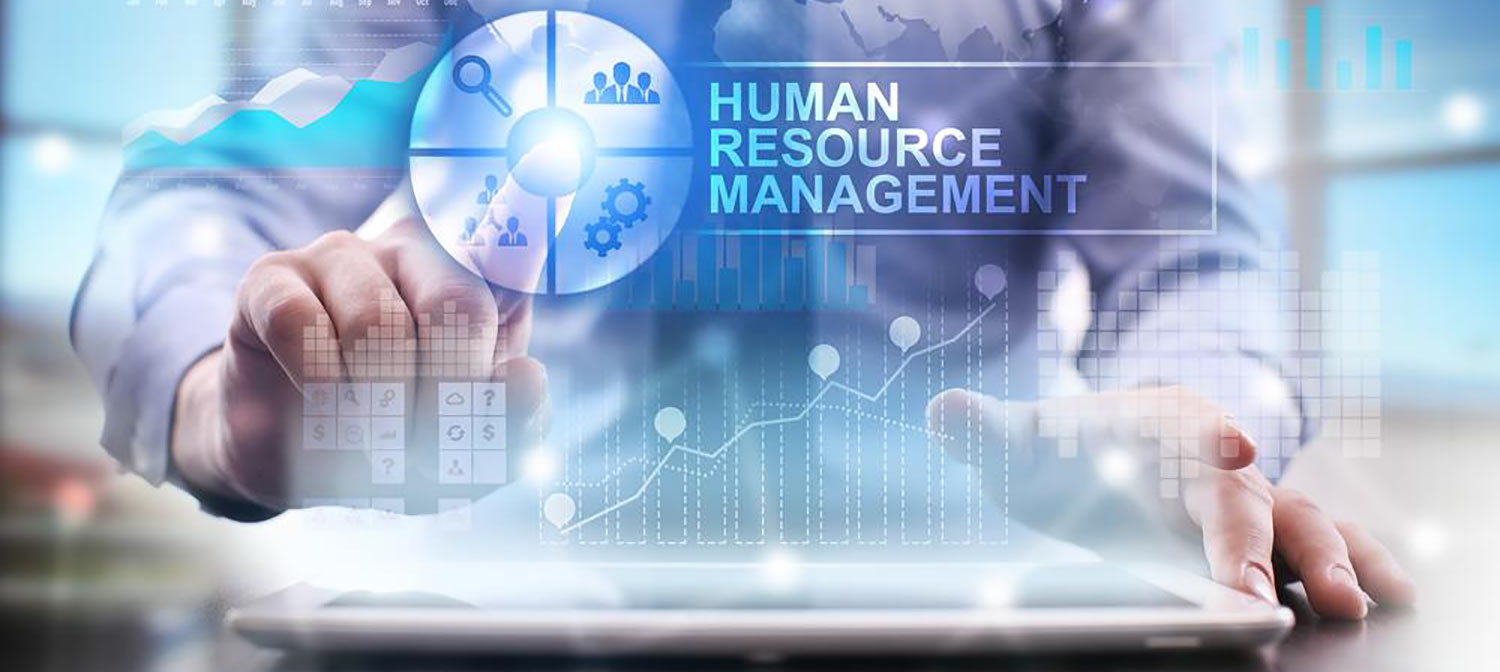 HUMAN
RESOURCE
MANAGEMENT
?
$ $
?